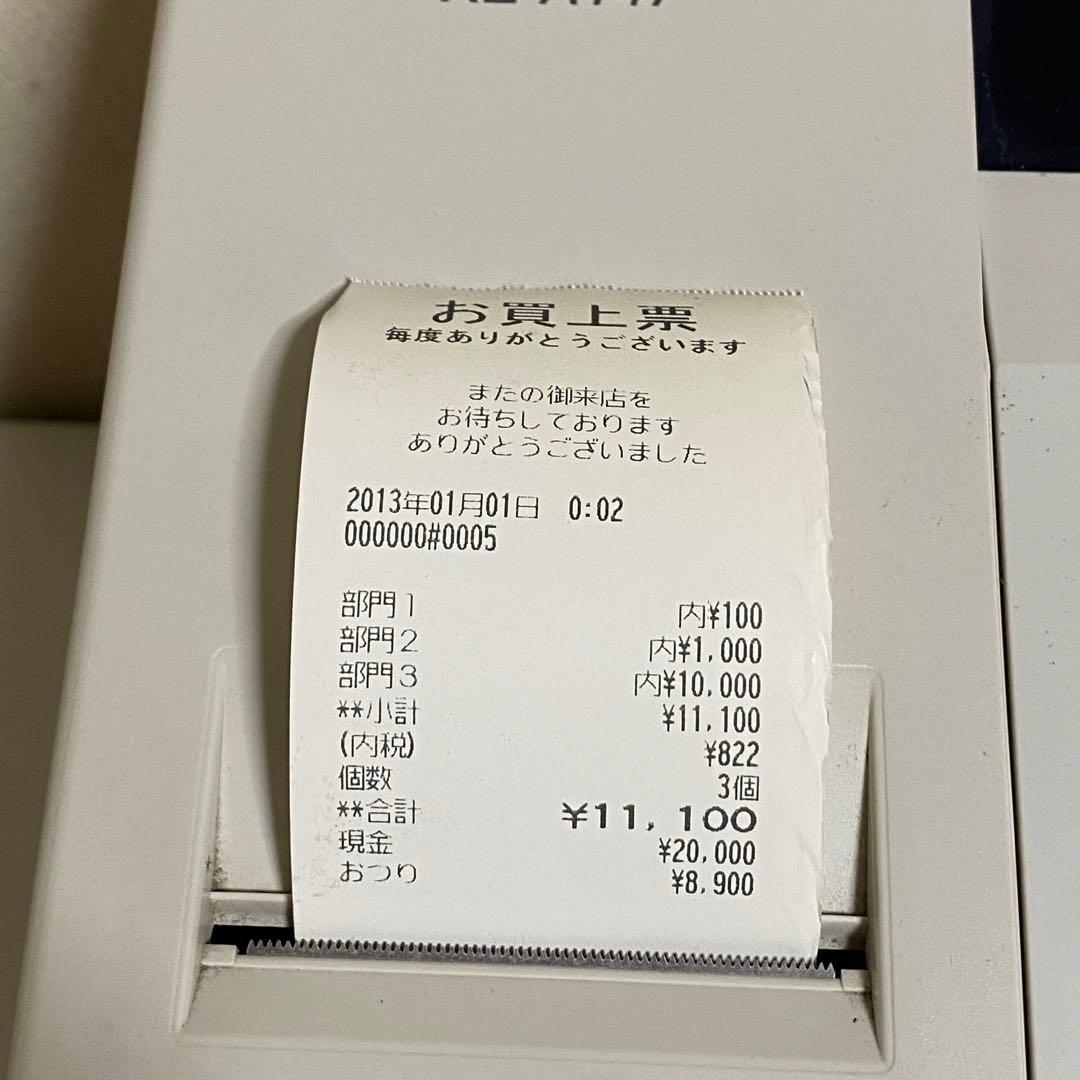 お買上票
毎度ありがとうございます
またの御来店を
お待ちしております
ありがとうございました
2013年01月01日 0:02
000000#0005
部門1 内¥100
部門2 内¥1,000
部門3 内¥10,000
**小計 ¥11,100
(内税) ¥822
個数 3個
**合計 ¥11,100
現金 ¥20,000
おつり ¥8,900